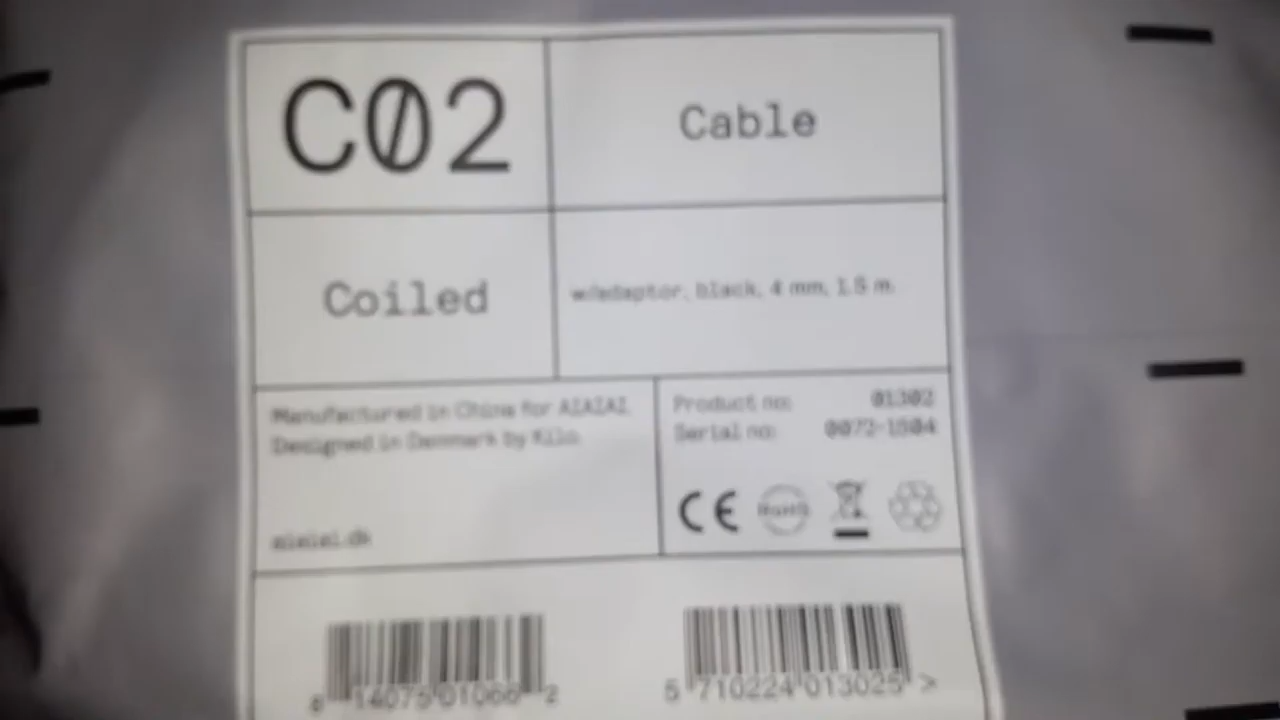 C02
Cable
Coiled
w/adaptor, black, 4 mm, 1.5 m.
Manufactured in China for AIAIAI.
Designed in Denmark by Kilo.
aiaiai.dk
Product no: 01302
Serial no: 0072-1504
CE RoHS
5 710224 013025 >